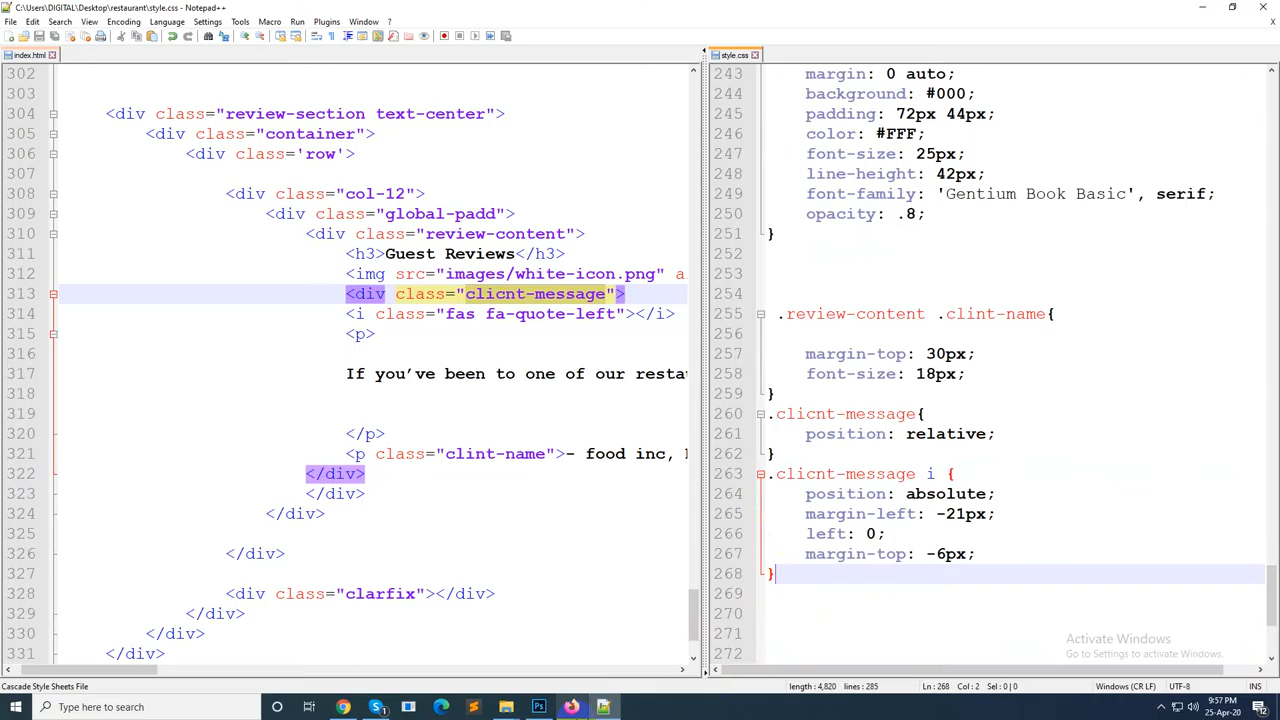 C:\Users\DIGITAL\Desktop\restaurant\style.css - Notepad++
File Edit Search View Encoding Language Settings Tools Macro Run Plugins Window ?
index.html
302
303
304 <div class="review-section text-center">
305 <div class="container">
306 <div class='row'>
307
308 <div class="col-12">
309 <div class="global-padd">
310 <div class="review-content">
311 <h3>Guest Reviews</h3>
312 <img src="images/white-icon.png" a
313 <div class="clicnt-message">
314 <i class="fas fa-quote-left"></i>
315 <p>
316
317 If you’ve been to one of our resta
318
319
320 </p>
321 <p class="clint-name">- food inc,
322 </div>
323 </div>
324 </div>
325
326 </div>
327
328 <div class="clarfix"></div>
329 </div>
330 </div>
331 </div>
style.css
243 margin: 0 auto;
244 background: #000;
245 padding: 72px 44px;
246 color: #FFF;
247 font-size: 25px;
248 line-height: 42px;
249 font-family: 'Gentium Book Basic', serif;
250 opacity: .8;
251 }
252
253
254
255 .review-content .clint-name{
256
257 margin-top: 30px;
258 font-size: 18px;
259 }
260 .clicnt-message{
261 position: relative;
262 }
263 .clicnt-message i {
264 position: absolute;
265 margin-left: -21px;
266 left: 0;
267 margin-top: -6px;
268 }
269
270
271
272
Activate Windows
Go to Settings to activate Windows.
Cascade Style Sheets File length : 4,820 lines : 285 Ln : 268 Col : 2 Sel : 0 | 0 Windows (CR LF) UTF-8 INS
Type here to search
9:57 PM
25-Apr-20